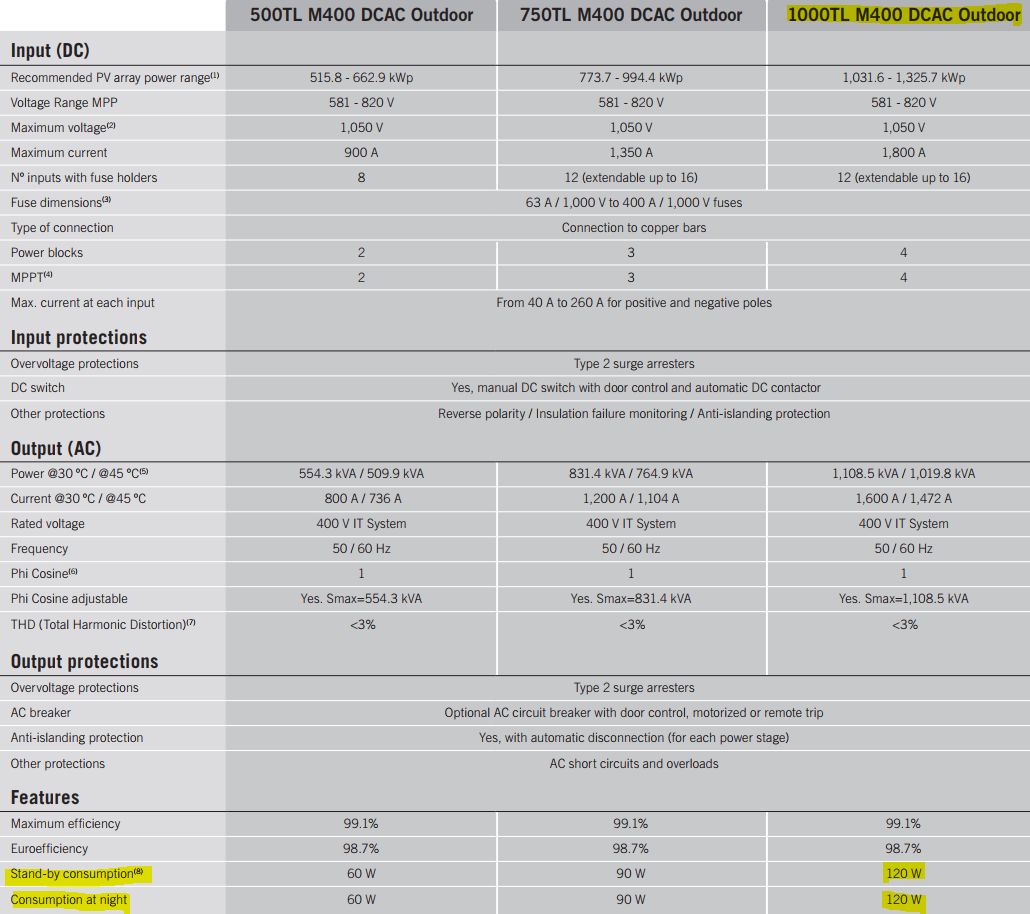 500TL M400 DCAC Outdoor 750TL M400 DCAC Outdoor 1000TL M400 DCAC Outdoor
Input (DC)
Recommended PV array power range(1) 515.8 - 662.9 kWp 773.7 - 994.4 kWp 1,031.6 - 1,325.7 kWp
Voltage Range MPP 581 - 820 V 581 - 820 V 581 - 820 V
Maximum voltage(2) 1,050 V 1,050 V 1,050 V
Maximum current 900 A 1,350 A 1,800 A
Nº inputs with fuse holders 8 12 (extendable up to 16) 12 (extendable up to 16)
Fuse dimensions(3) 63 A / 1,000 V to 400 A / 1,000 V fuses
Type of connection Connection to copper bars
Power blocks 2 3 4
MPPT(4) 2 3 4
Max. current at each input From 40 A to 260 A for positive and negative poles
Input protections
Overvoltage protections Type 2 surge arresters
DC switch Yes, manual DC switch with door control and automatic DC contactor
Other protections Reverse polarity / Insulation failure monitoring / Anti-islanding protection
Output (AC)
Power @30 ºC / @45 ºC(5) 554.3 kVA / 509.9 kVA 831.4 kVA / 764.9 kVA 1,108.5 kVA / 1,019.8 kVA
Current @30 ºC / @45 ºC 800 A / 736 A 1,200 A / 1,104 A 1,600 A / 1,472 A
Rated voltage 400 V IT System 400 V IT System 400 V IT System
Frequency 50 / 60 Hz 50 / 60 Hz 50 / 60 Hz
Phi Cosine(6) 1 1 1
Phi Cosine adjustable Yes. Smax=554.3 kVA Yes. Smax=831.4 kVA Yes. Smax=1,108.5 kVA
THD (Total Harmonic Distortion)(7) <3% <3% <3%
Output protections
Overvoltage protections Type 2 surge arresters
AC breaker Optional AC circuit breaker with door control, motorized or remote trip
Anti-islanding protection Yes, with automatic disconnection (for each power stage)
Other protections AC short circuits and overloads
Features
Maximum efficiency 99.1% 99.1% 99.1%
Euroefficiency 98.7% 98.7% 98.7%
Stand-by consumption(8) 60 W 90 W 120 W
Consumption at night 60 W 90 W 120 W